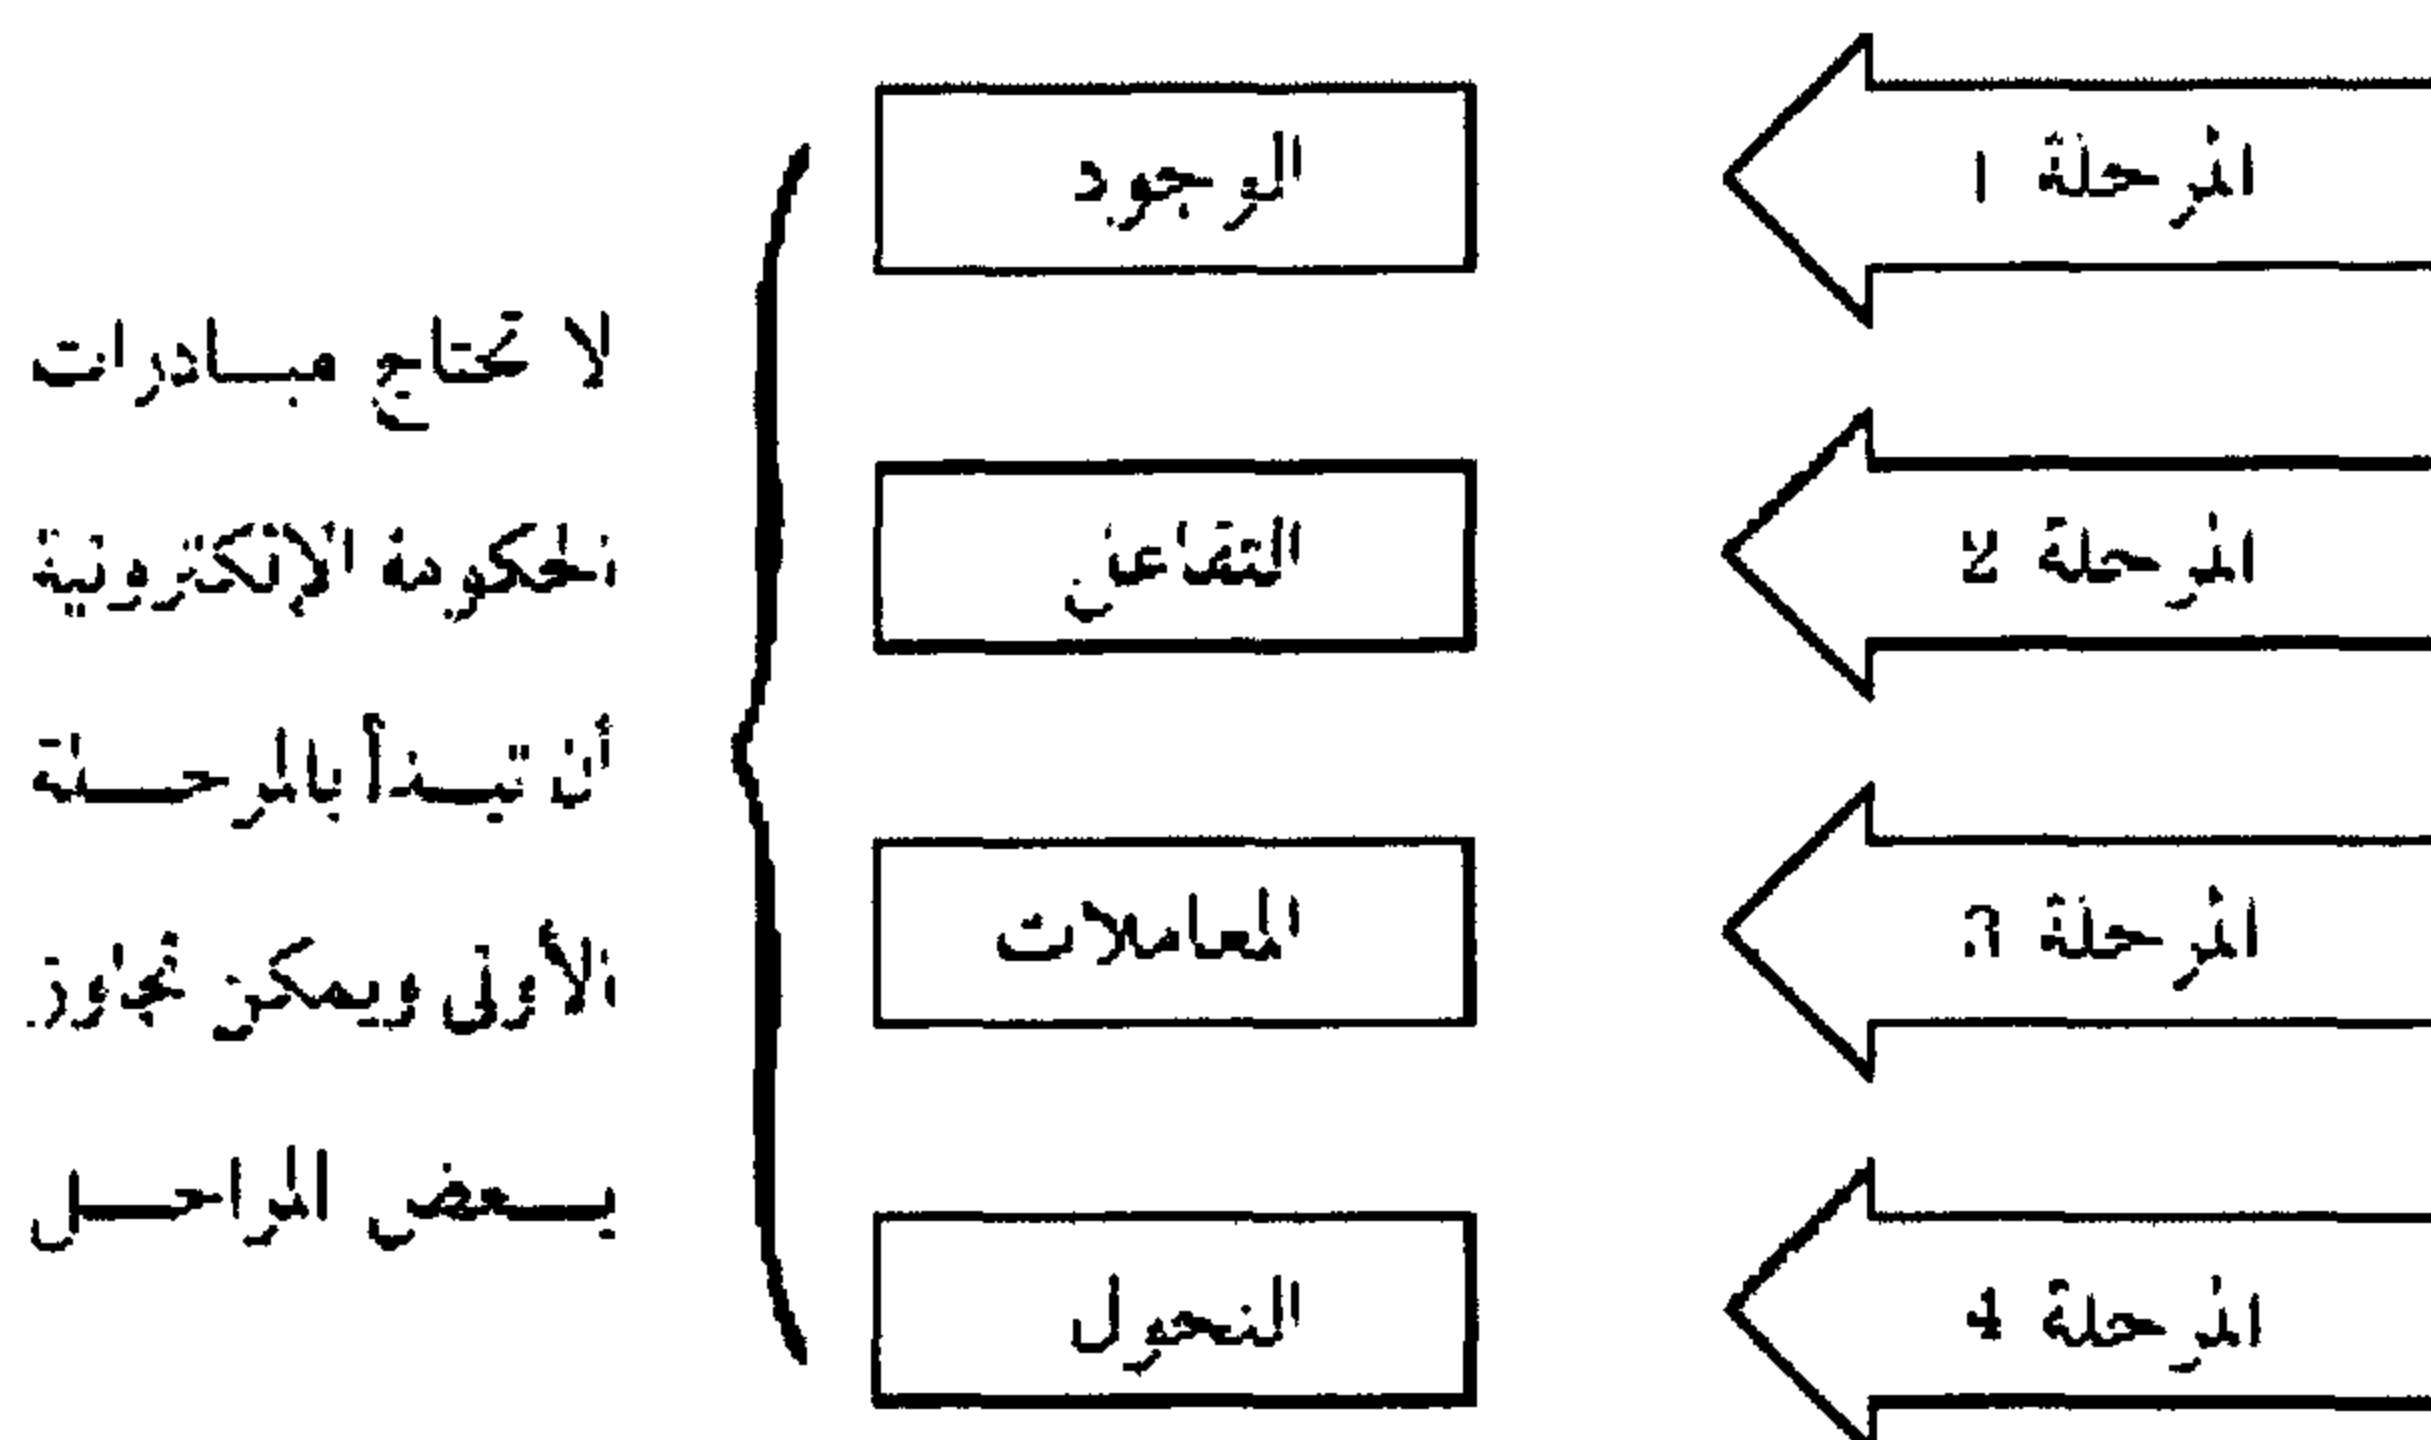 المرحلة 1
الوجود
المرحلة 2
التفاعل
المرحلة 3
المعاملات
المرحلة 4
التحول
لا تحتاج مبادرات
الحكومة الإلكترونية
أن تبدأ بالمرحلة
الأولى ويمكن تجاوز
بعض المراحل